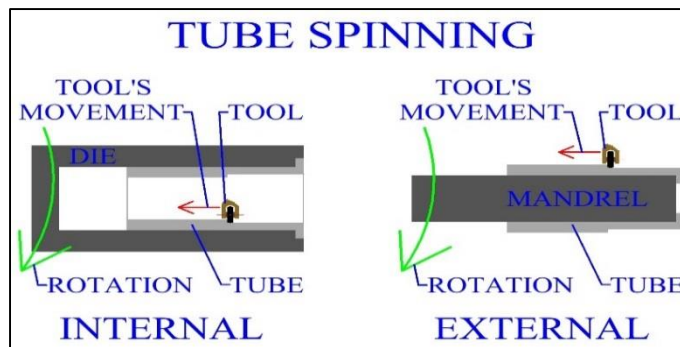 TUBE SPINNING
TOOL'S
MOVEMENT
TOOL
DIE
ROTATION
TUBE
INTERNAL
TOOL'S
MOVEMENT
TOOL
MANDREL
ROTATION
TUBE
EXTERNAL